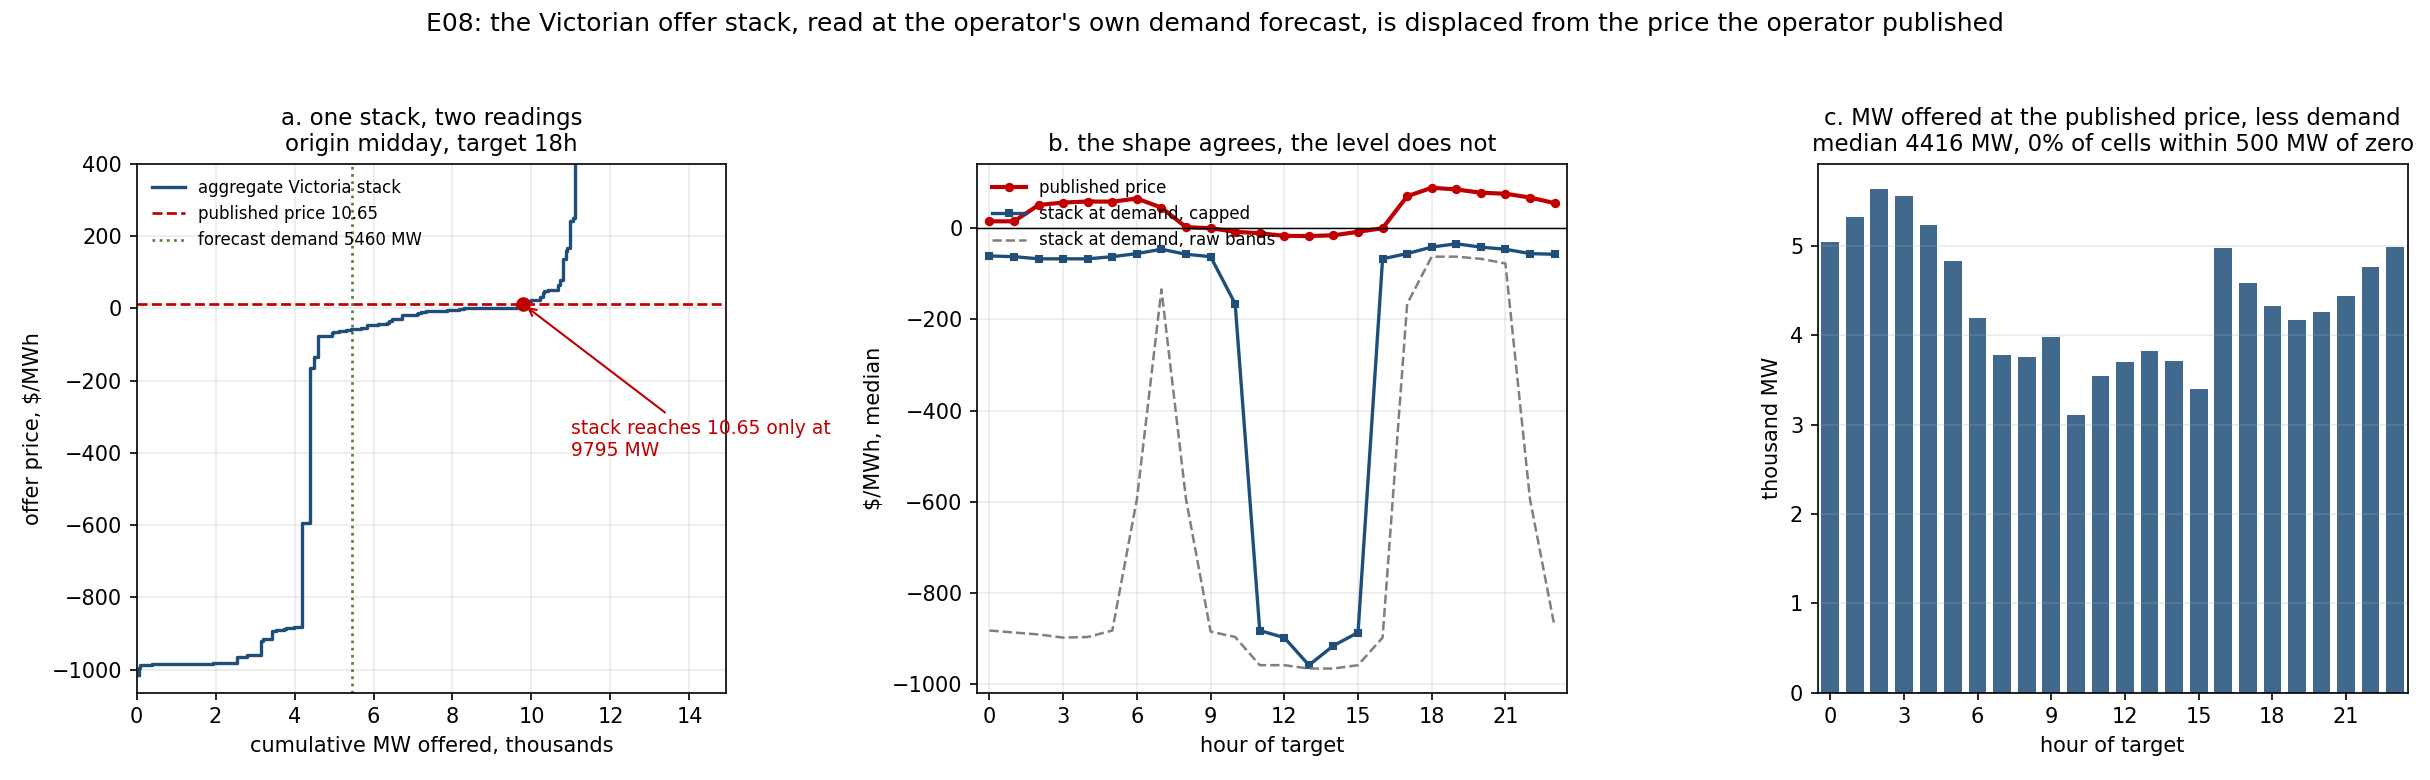 E08: the Victorian offer stack, read at the operator's own demand forecast, is displaced from the price the operator published
a. one stack, two readings
origin midday, target 18h
400
200
0
−200
−400
−600
−800
−1000
offer price, $/MWh
aggregate Victoria stack
published price 10.65
forecast demand 5460 MW
stack reaches 10.65 only at
9795 MW
0 2 4 6 8 10 12 14
cumulative MW offered, thousands
b. the shape agrees, the level does not
0
−200
−400
−600
−800
−1000
$/MWh, median
published price
stack at demand, capped
stack at demand, raw bands
0 3 6 9 12 15 18 21
hour of target
c. MW offered at the published price, less demand
median 4416 MW, 0% of cells within 500 MW of zero
5
4
3
2
1
0
thousand MW
0 3 6 9 12 15 18 21
hour of target